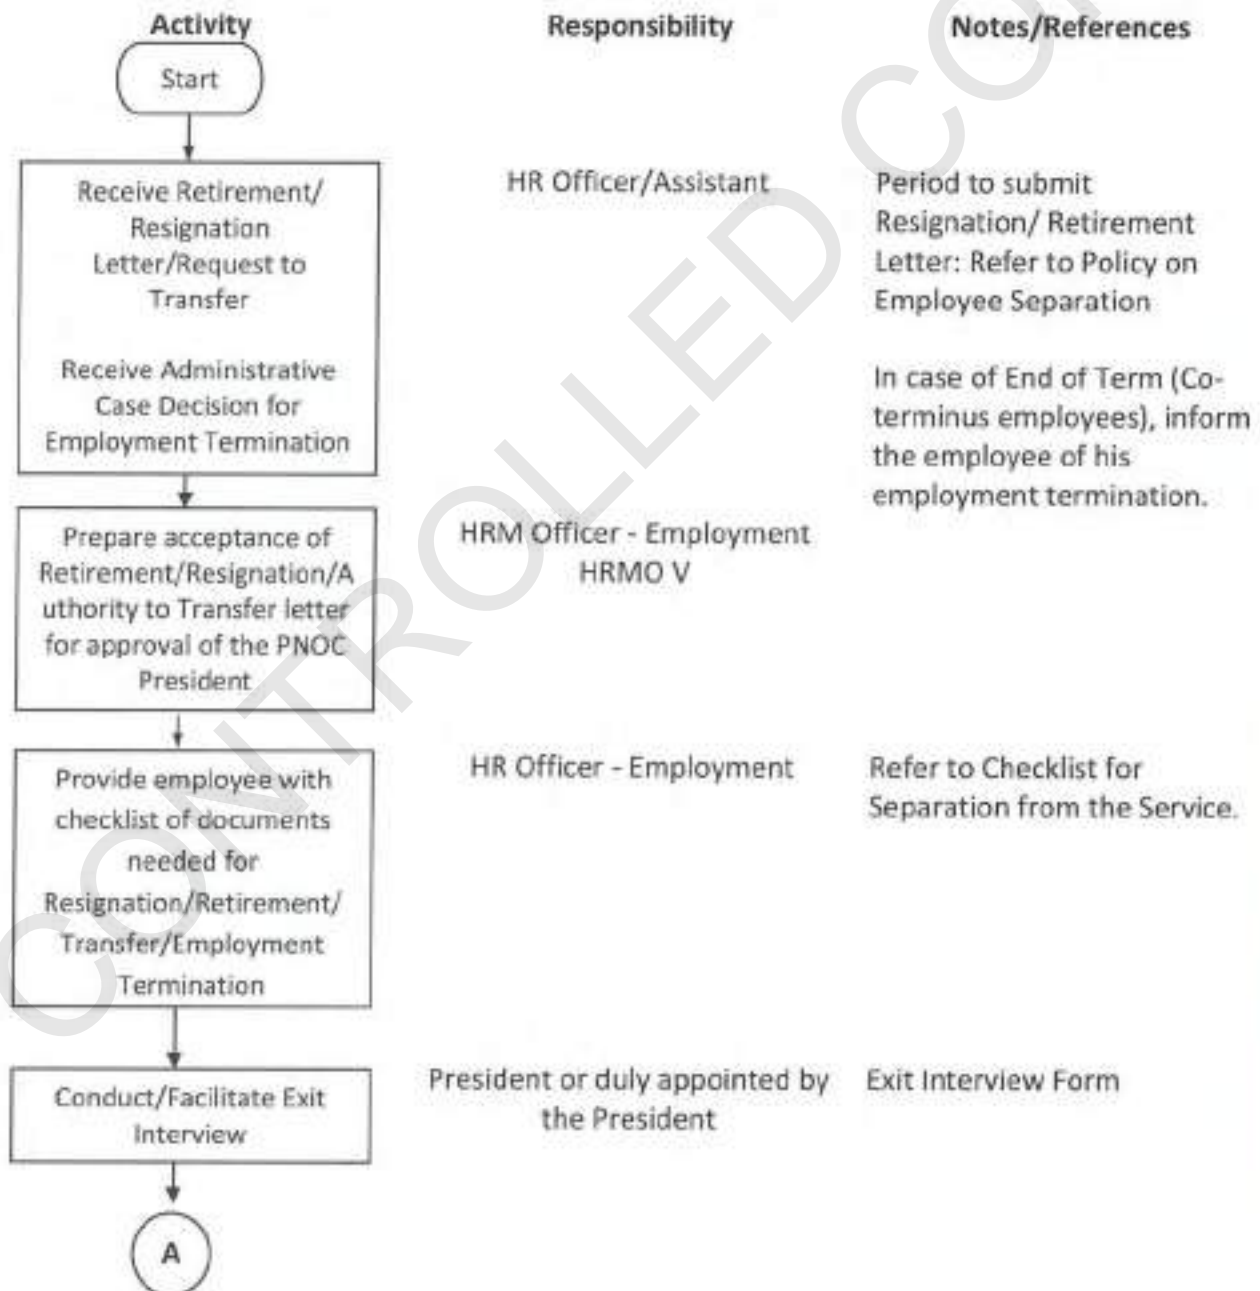 Activity
Responsibility
Notes/References
Start
Receive Retirement/
Resignation
Letter/Request to
Transfer
Receive Administrative
Case Decision for
Employment Termination
HR Officer/Assistant
Period to submit
Resignation/ Retirement
Letter: Refer to Policy on
Employee Separation
In case of End of Term (Co-
terminus employees), inform
the employee of his
employment termination.
Prepare acceptance of
Retirement/Resignation/A
uthority to Transfer letter
for approval of the PNOC
President
HRM Officer - Employment
HRMO V
Provide employee with
checklist of documents
needed for
Resignation/Retirement/
Transfer/Employment
Termination
HR Officer - Employment
Refer to Checklist for
Separation from the Service.
Conduct/Facilitate Exit
Interview
President or duly appointed by
the President
Exit Interview Form
A
CONTROLLED CO